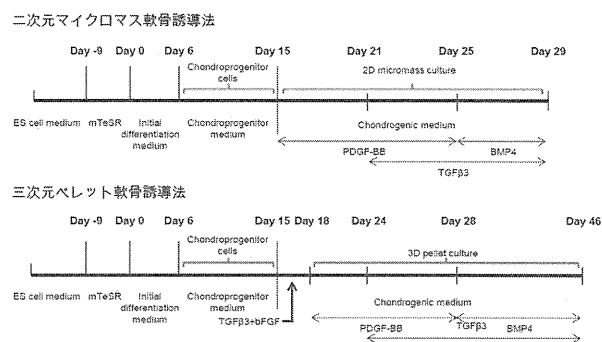 二次元マイクロマス軟骨誘導法
Day -9 Day 0 Day 6 Day 15 Day 21 Day 25 Day 29
Chondroprogenitor
cells
2D micromass culture
ES cell medium mTeSR Initial
differentiation
medium
Chondroprogenitor
medium
Chondrogenic medium
PDGF-BB BMP4
TGFβ3
三次元ペレット軟骨誘導法
Day -9 Day 0 Day 6 Day 15 Day 18 Day 24 Day 28 Day 46
Chondroprogenitor
cells
3D pellet culture
ES cell medium mTeSR Initial
differentiation
medium
Chondroprogenitor
medium
TGFβ3+bFGF
Chondrogenic medium
PDGF-BB TGFβ3 BMP4